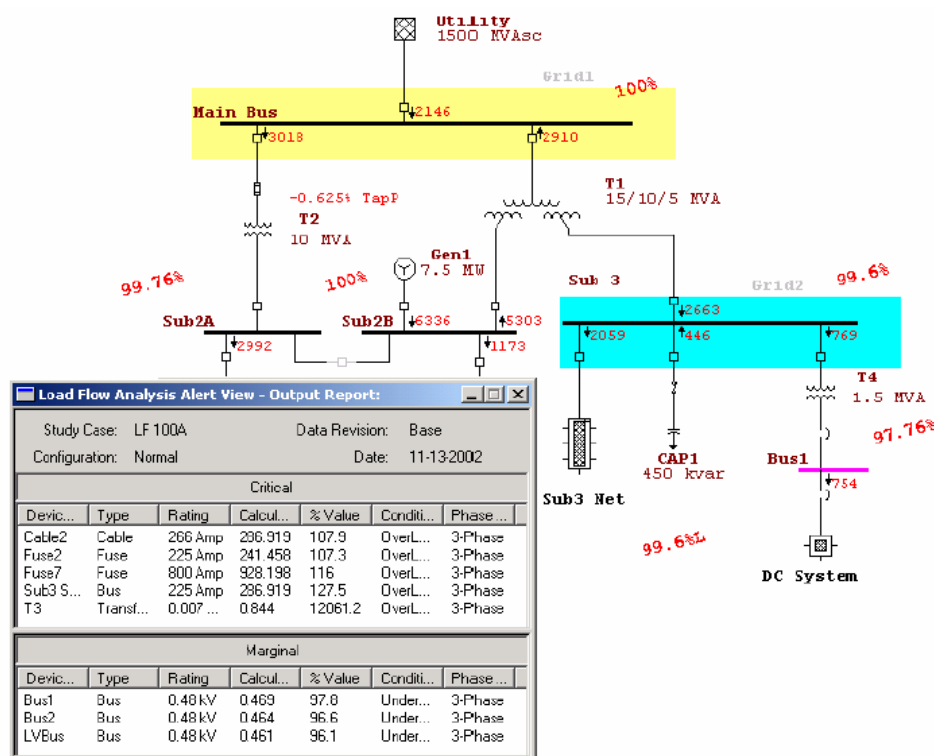 Utility
1500 MVAsc
Grid1
100%
2146
Main Bus
3018
2910
-0.625% TapP
T2
10 MVA
T1
15/10/5 MVA
Gen1
7.5 MW
99.76%
100%
Sub 3
Grid2
99.6%
2663
Sub2A
Sub2B
6336
5303
2059
446
769
2992
1173
T4
1.5 MVA
97.76%
CAP1
450 kvar
Bus1
754
Sub3 Net
99.6%L
DC System
Load Flow Analysis Alert View - Output Report:
Study Case: LF 100A Data Revision: Base
Configuration: Normal Date: 11-13-2002
Critical
Devic... Type Rating Calcul... % Value Conditi... Phase ...
Cable2 Cable 266 Amp 286.919 107.9 OverL... 3-Phase
Fuse2 Fuse 225 Amp 241.458 107.3 OverL... 3-Phase
Fuse7 Fuse 800 Amp 928.198 116 OverL... 3-Phase
Sub3 S... Bus 225 Amp 286.919 127.5 OverL... 3-Phase
T3 Transf... 0.007 ... 0.844 12061.2 OverL... 3-Phase
Marginal
Devic... Type Rating Calcul... % Value Conditi... Phase ...
Bus1 Bus 0.48 kV 0.469 97.8 Under... 3-Phase
Bus2 Bus 0.48 kV 0.464 96.6 Under... 3-Phase
LVBus Bus 0.48 kV 0.461 96.1 Under... 3-Phase